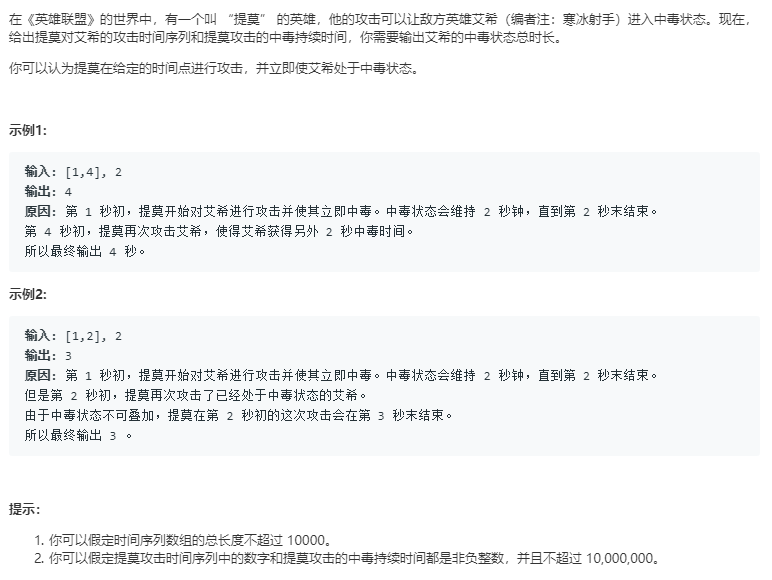 在《英雄联盟》的世界中，有一个叫 “提莫” 的英雄，他的攻击可以让敌方英雄艾希（编者注：寒冰射手）进入中毒状态。现在，
给出提莫对艾希的攻击时间序列和提莫攻击的中毒持续时间，你需要输出艾希的中毒状态总时长。
你可以认为提莫在给定的时间点进行攻击，并立即使艾希处于中毒状态。
示例1:
输入: [1,4], 2
输出: 4
原因: 第 1 秒初，提莫开始对艾希进行攻击并使其立即中毒。中毒状态会维持 2 秒钟，直到第 2 秒末结束。
第 4 秒初，提莫再次攻击艾希，使得艾希获得另外 2 秒中毒时间。
所以最终输出 4 秒。
示例2:
输入: [1,2], 2
输出: 3
原因: 第 1 秒初，提莫开始对艾希进行攻击并使其立即中毒。中毒状态会维持 2 秒钟，直到第 2 秒末结束。
但是第 2 秒初，提莫再次攻击了已经处于中毒状态的艾希。
由于中毒状态不可叠加，提莫在第 2 秒初的这次攻击会在第 3 秒末结束。
所以最终输出 3 。
提示：
1. 你可以假定时间序列数组的总长度不超过 10000。
2. 你可以假定提莫攻击时间序列中的数字和提莫攻击的中毒持续时间都是非负整数，并且不超过 10,000,000。